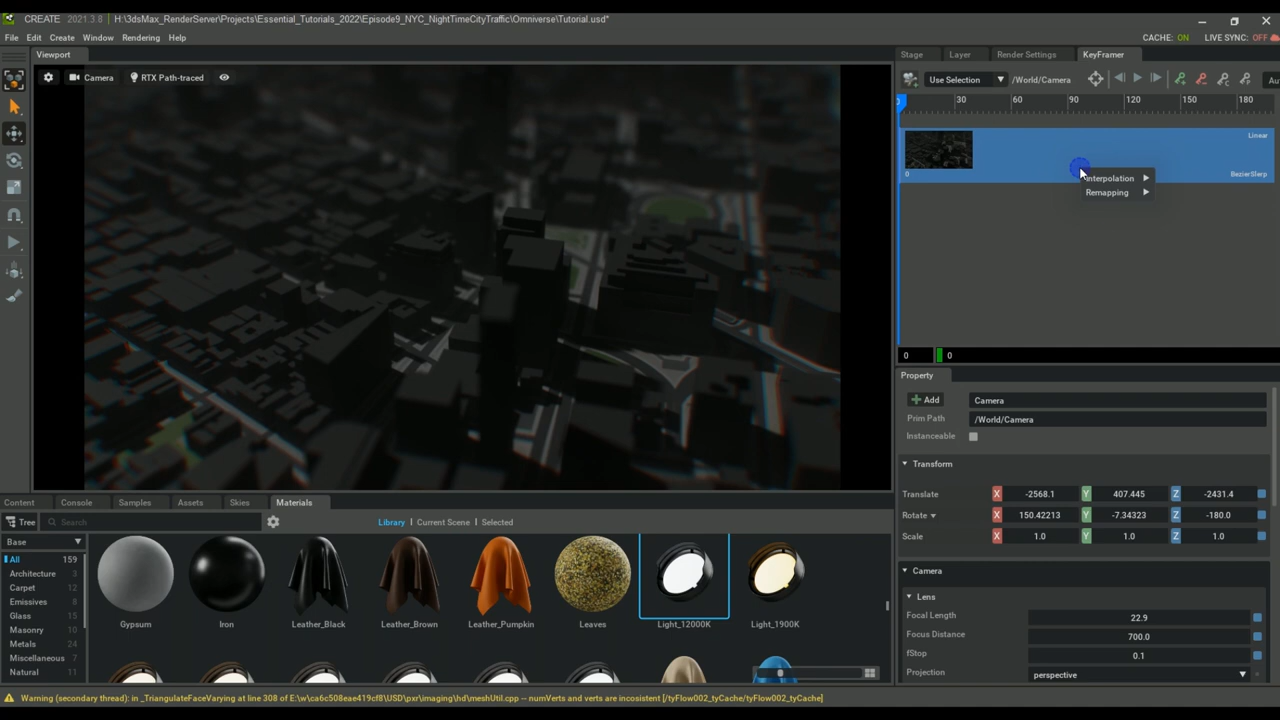 CREATE 2021.3.8 H:\3dsMax_RenderServer\Projects\Essential_Tutorials_2022\Episode9_NYC_NightTimeCityTraffic\Omniverse\Tutorial.usd*
File Edit Create Window Rendering Help
CACHE: ON LIVE SYNC: OFF
Viewport
Stage Layer Render Settings KeyFramer
Camera RTX Path-traced
Use Selection /World/Camera Au
0 30 60 90 120 150 180
Linear
0 BezierSlerp
Interpolation
Remapping
0 0
Property
Add Camera
Prim Path /World/Camera
Instanceable
Transform
Translate X -2568.1 Y 407.445 Z -2431.4
Rotate X 150.42213 Y -7.34323 Z -180.0
Scale X 1.0 Y 1.0 Z 1.0
Camera
Lens
Focal Length 22.9
Focus Distance 700.0
fStop 0.1
Projection perspective
Content Console Samples Assets Skies Materials
Tree Search Library Current Scene Selected
Base
All 159
Architecture 3
Carpet 12
Emissives 8
Glass 15
Masonry 10
Metals 24
Miscellaneous 7
Natural 11
Gypsum Iron Leather_Black Leather_Brown Leather_Pumpkin Leaves Light_12000K Light_1900K
Warning (secondary thread): in _TriangulateFaceVarying at line 308 of E:\w\ca6c508eae419cf8\USD\pxr\imaging\hd\meshUtil.cpp -- numVerts and verts are incosistent [/tyFlow002_tyCache/tyFlow002_tyCache]